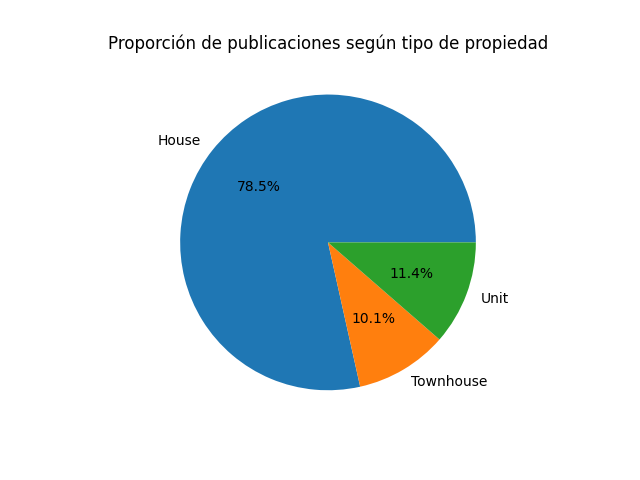 Proporción de publicaciones según tipo de propiedad
House
78.5%
11.4%
Unit
10.1%
Townhouse